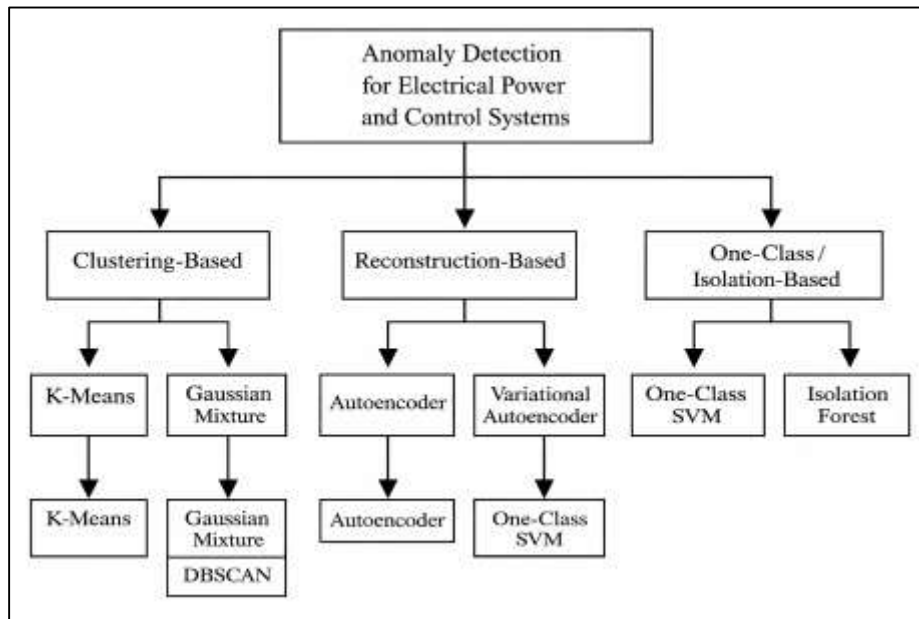 Anomaly Detection
for Electrical Power
and Control Systems
Clustering-Based
Reconstruction-Based
One-Class /
Isolation-Based
K-Means
Gaussian
Mixture
Autoencoder
Variational
Autoencoder
One-Class
SVM
Isolation
Forest
K-Means
Gaussian
Mixture
DBSCAN
Autoencoder
One-Class
SVM